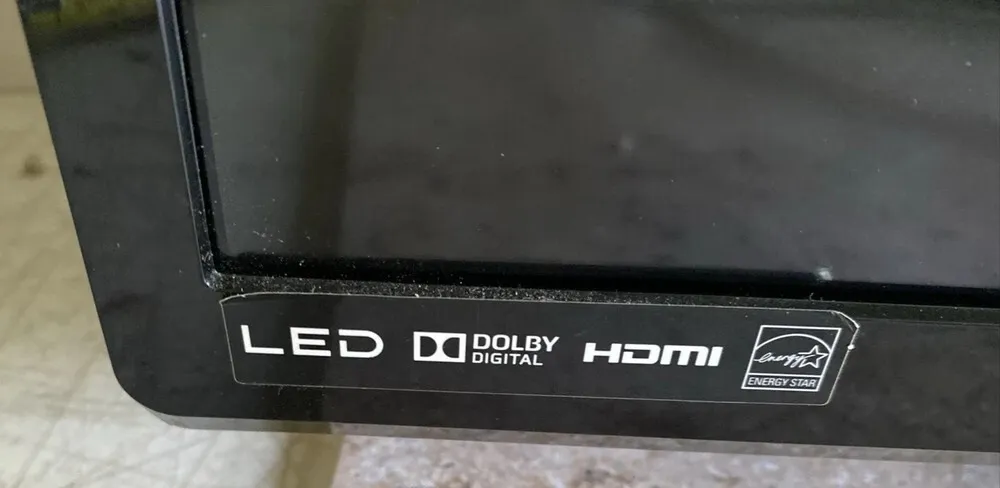 LED
DOLBY
DIGITAL
HDMI
energy
ENERGY STAR